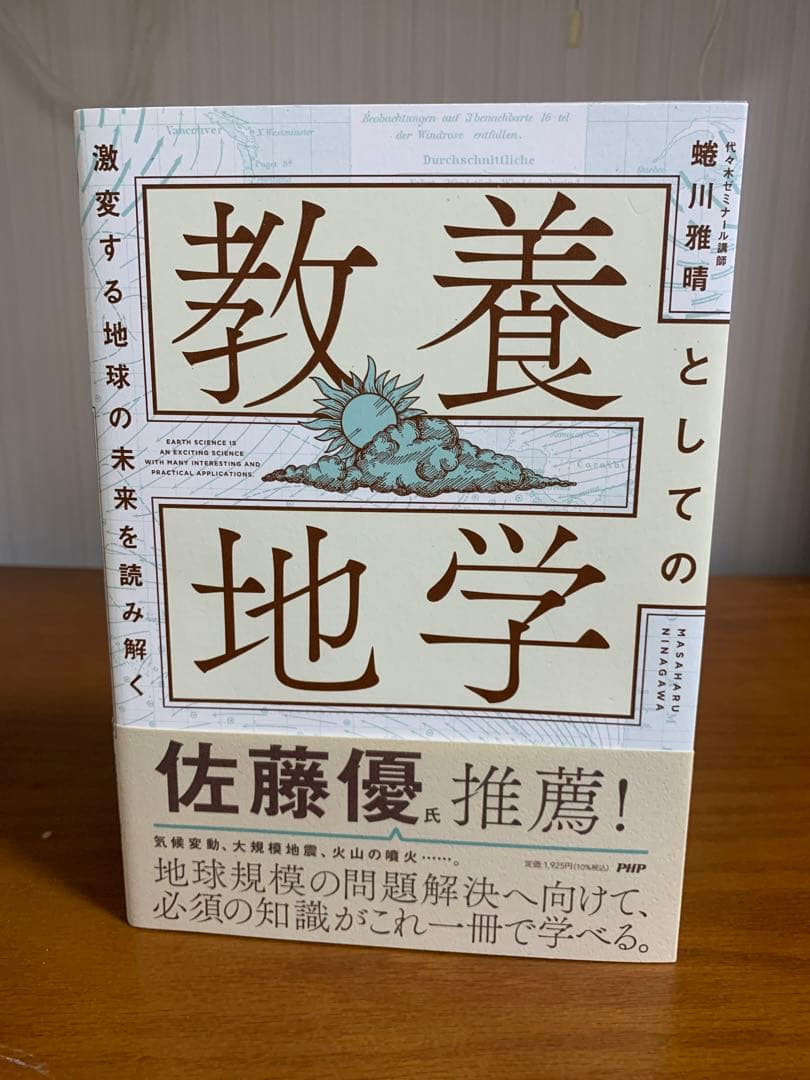 教養
としての
地学
激変する地球の未来を読み解く
代々木ゼミナール講師
蜷川雅晴
MASAHARU
NINAGAWA
EARTH SCIENCE IS
AN EXCITING SCIENCE
WITH MANY INTERESTING AND
PRACTICAL APPLICATIONS.
Beobachtungen auf 3 benachbarte 16 tel
der Windrose entfallen.
Durchschnittliche
Vancouver
N. Westminster
佐藤優氏 推薦!
気候変動、大規模地震、火山の噴火……。
定価:1,925円(10%税込) PHP
地球規模の問題解決へ向けて、
必須の知識がこれ一冊で学べる。